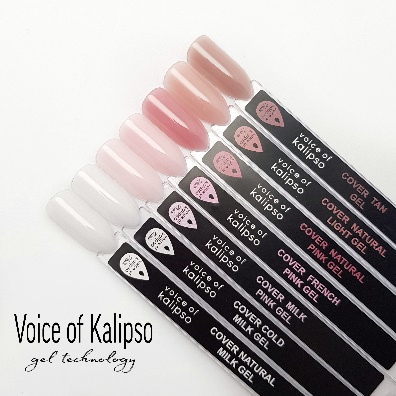 voice of
kalipso
COVER TAN
GEL
voice of
kalipso
COVER NATURAL
LIGHT GEL
voice of
kalipso
COVER NATURAL
PINK GEL
voice of
kalipso
COVER FRENCH
PINK GEL
voice of
kalipso
COVER MILK
PINK GEL
voice of
kalipso
COVER COLD
MILK GEL
voice of
kalipso
COVER NATURAL
MILK GEL
Voice of Kalipso
gel technology